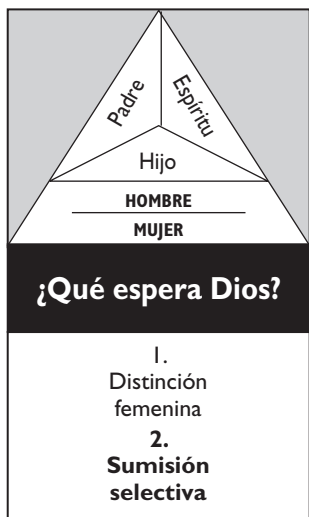 Padre
Espíritu
Hijo
HOMBRE
MUJER
¿Qué espera Dios?
1.
Distinción
femenina
2.
Sumisión
selectiva